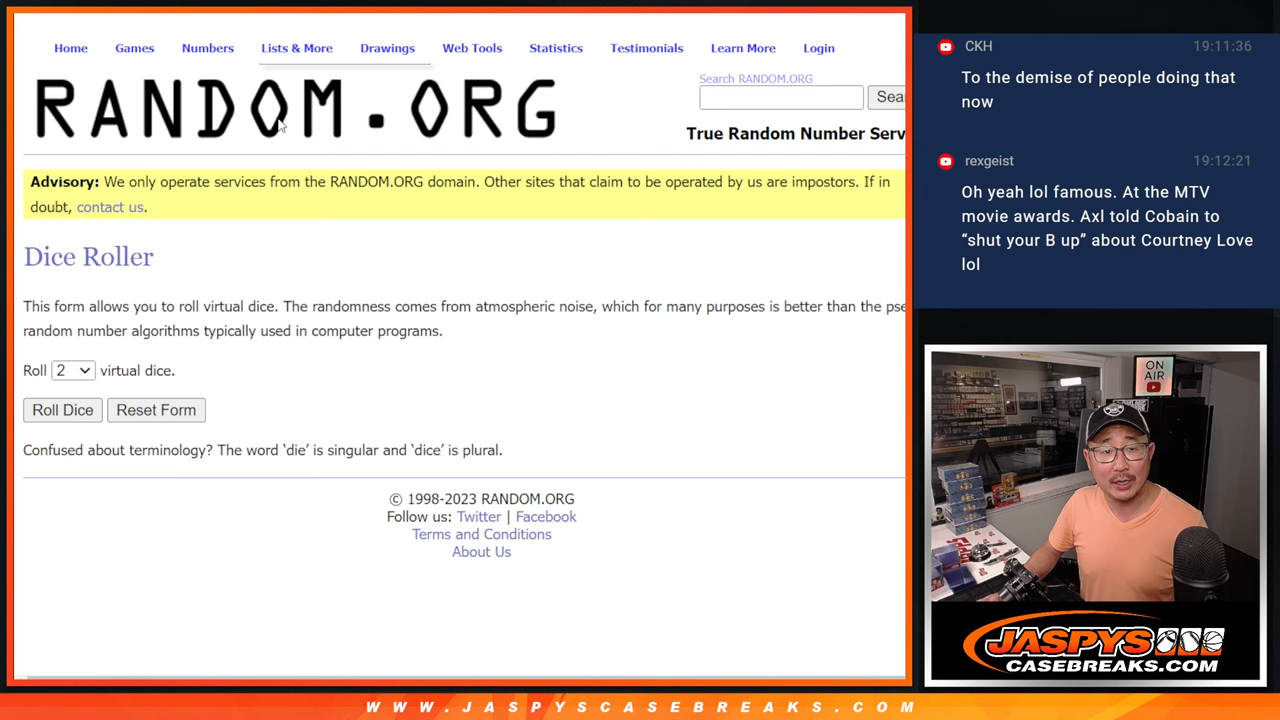 Home Games Numbers Lists & More Drawings Web Tools Statistics Testimonials Learn More Login
RANDOM.ORG
Search RANDOM.ORG
Sear
True Random Number Serv
Advisory: We only operate services from the RANDOM.ORG domain. Other sites that claim to be operated by us are impostors. If in
doubt, contact us.
Dice Roller
This form allows you to roll virtual dice. The randomness comes from atmospheric noise, which for many purposes is better than the pse
random number algorithms typically used in computer programs.
Roll 2 virtual dice.
Roll Dice Reset Form
Confused about terminology? The word ‘die’ is singular and ‘dice’ is plural.
© 1998-2023 RANDOM.ORG
Follow us: Twitter | Facebook
Terms and Conditions
About Us
CKH 19:11:36
To the demise of people doing that
now
rexgeist 19:12:21
Oh yeah lol famous. At the MTV
movie awards. Axl told Cobain to
“shut your B up” about Courtney Love
lol
ON
AIR
JASPYS
CASEBREAKS.COM
WWW.JASPYSCASEBREAKS.COM